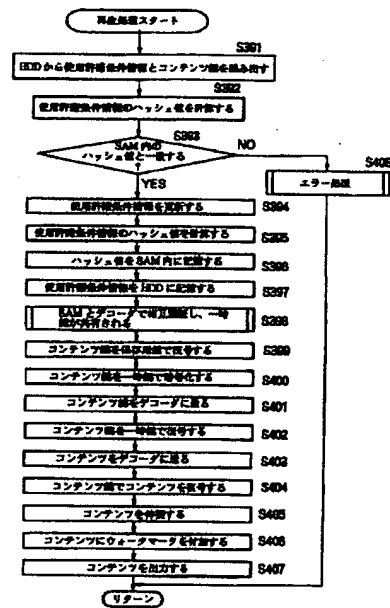 再生処理スタート
S391
HDDから使用許諾条件情報とコンテンツ鍵を読み出す
S392
使用許諾条件情報のハッシュ値を計算する
S393
SAM内の
ハッシュ値と一致する
NO
YES
エラー処理
使用許諾条件情報を更新する S394
使用許諾条件情報のハッシュ値を計算する S395
ハッシュ値をSAM内に記憶する S396
使用許諾条件情報をHDDに記憶する S397
SAMとデコーダで相互認証し、一時
鍵が共有される S398
コンテンツ鍵を保存用鍵で復号する S399
コンテンツ鍵を一時鍵で暗号化する S400
コンテンツ鍵をデコーダに送る S401
コンテンツ鍵を一時鍵で復号する S402
コンテンツをデコーダに送る S403
コンテンツ鍵でコンテンツを復号する S404
コンテンツを伸張する S405
コンテンツにウォータマークを付加する S406
コンテンツを出力する S407
リターン